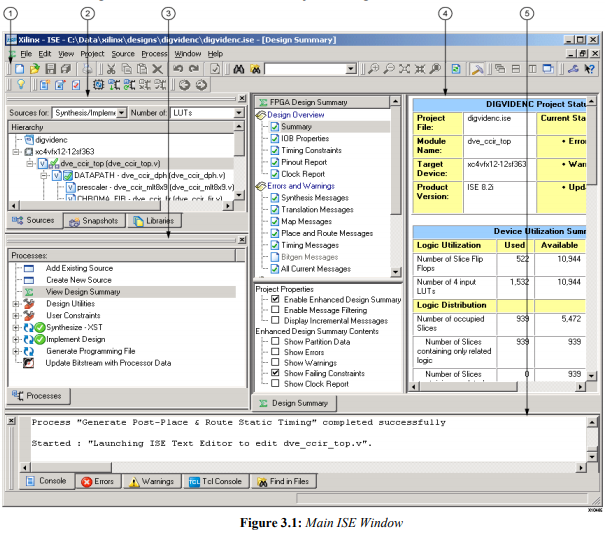 1 2 3 4 5
Xilinx - ISE - C:\Data\xilinx\designs\digvidenc\digvidenc.ise - [Design Summary]
File Edit View Project Source Process Window Help
Sources for: Synthesis/Impleme Number of: LUTs
Hierarchy
digvidenc
xc4vfx12-12sf363
dve_ccir_top (dve_ccir_top.v)
DATAPATH - dve_ccir_dph (dve_ccir_dph.v)
prescaler - dve_ccir_mlt8x9 (dve_ccir_mlt8x9.v)
Sources Snapshots Libraries
Processes:
Add Existing Source
Create New Source
View Design Summary
Design Utilities
User Constraints
Synthesize - XST
Implement Design
Generate Programming File
Update Bitstream with Processor Data
Processes
FPGA Design Summary
Design Overview
Summary
IOB Properties
Timing Constraints
Pinout Report
Clock Report
Errors and Warnings
Synthesis Messages
Translation Messages
Map Messages
Place and Route Messages
Timing Messages
Bitgen Messages
All Current Messages
Project Properties
Enable Enhanced Design Summary
Enable Message Filtering
Display Incremental Messsages
Enhanced Design Summary Contents
Show Partition Data
Show Errors
Show Warnings
Show Failing Constraints
Show Clock Report
Design Summary
DIGVIDENC Project Statu
Project File: digvidenc.ise Current Sta
Module Name: dve_ccir_top • Erro
Target Device: xc4vfx12-12sf363 • War
Product Version: ISE 8.2i • Upda
Device Utilization Summ
Logic Utilization Used Available
Number of Slice Flip Flops 522 10,944
Number of 4 input LUTs 1,532 10,944
Logic Distribution
Number of occupied Slices 939 5,472
Number of Slices containing only related logic 939 939
Number of Slices 0 939
Process "Generate Post-Place & Route Static Timing" completed successfully
Started : "Launching ISE Text Editor to edit dve_ccir_top.v".
Console Errors Warnings Tcl Console Find in Files
Figure 3.1: Main ISE Window